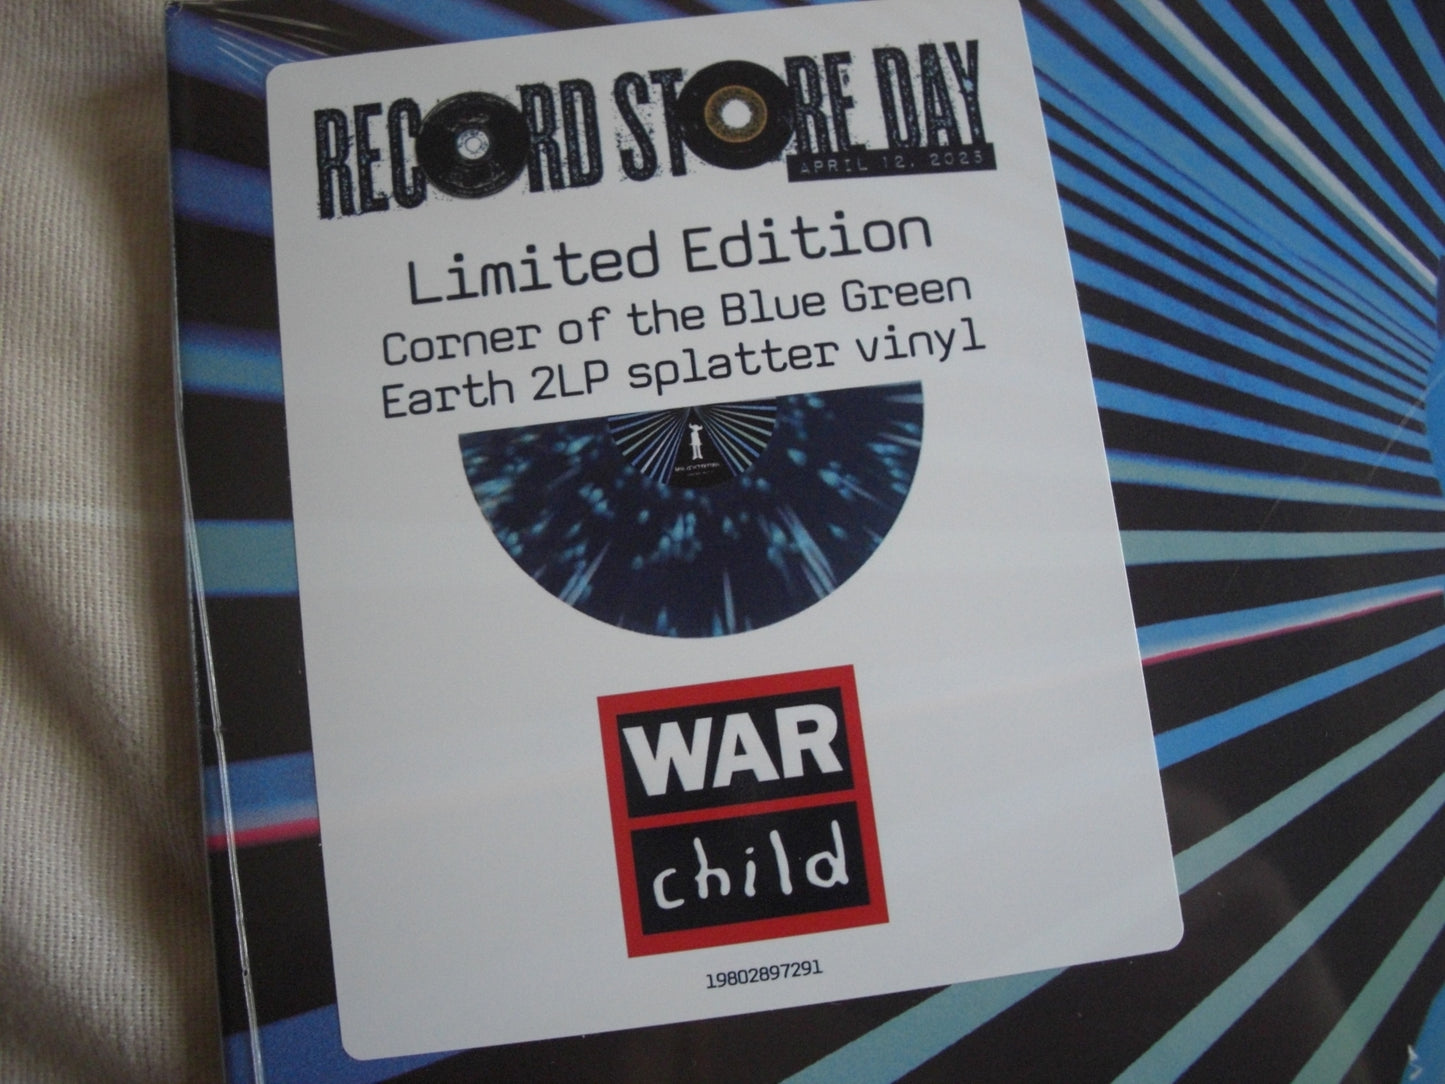 RECORD STORE DAY
APRIL 12, 2025
Limited Edition
Corner of the Blue Green
Earth 2LP splatter vinyl
WAR
child
19802897291